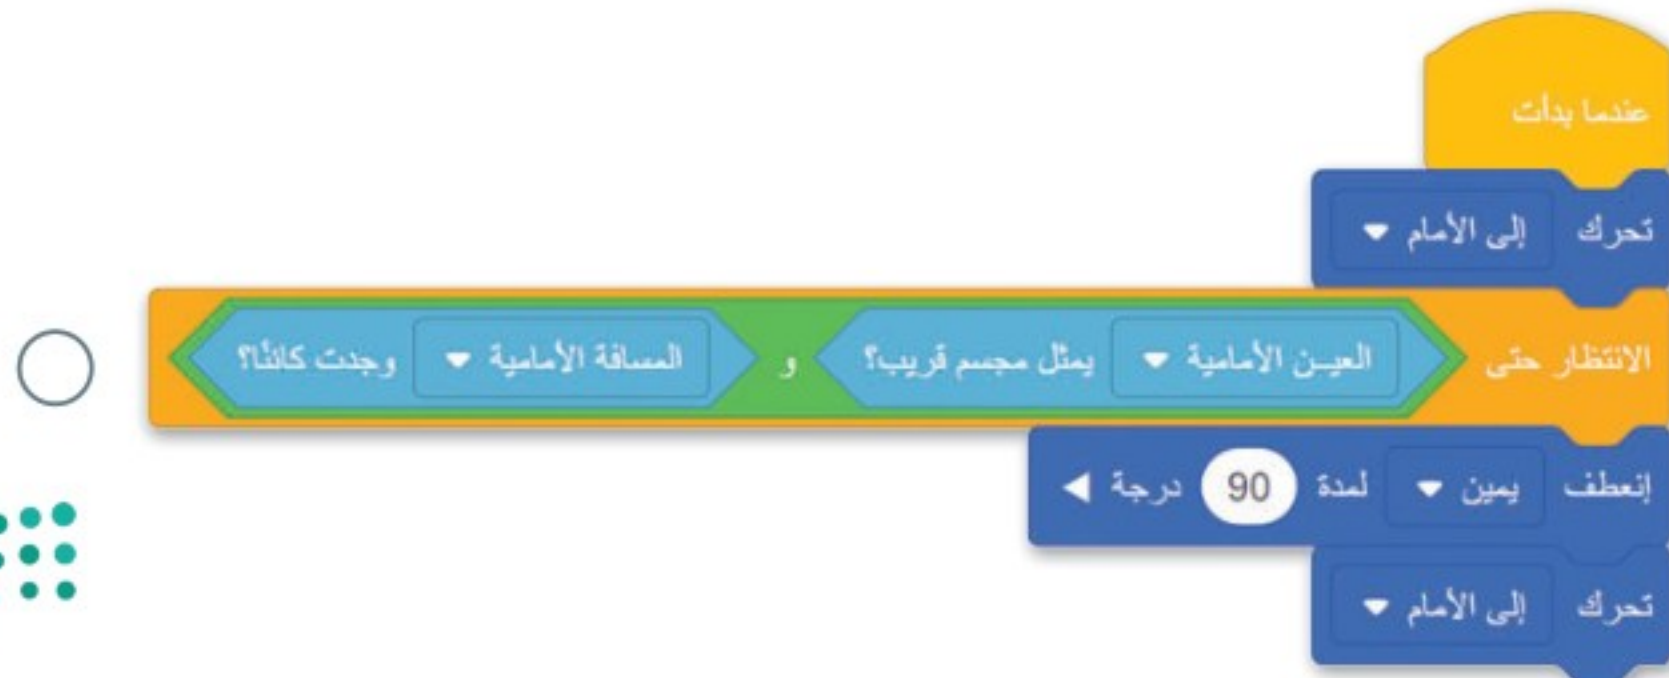 عندما بدأت
تحرك إلى الأمام
الانتظار حتى العين الأمامية يمثل مجسم قريب؟ و المسافة الأمامية وجدت كائنًا؟
إنعطف يمين لمدة 90 درجة
تحرك إلى الأمام